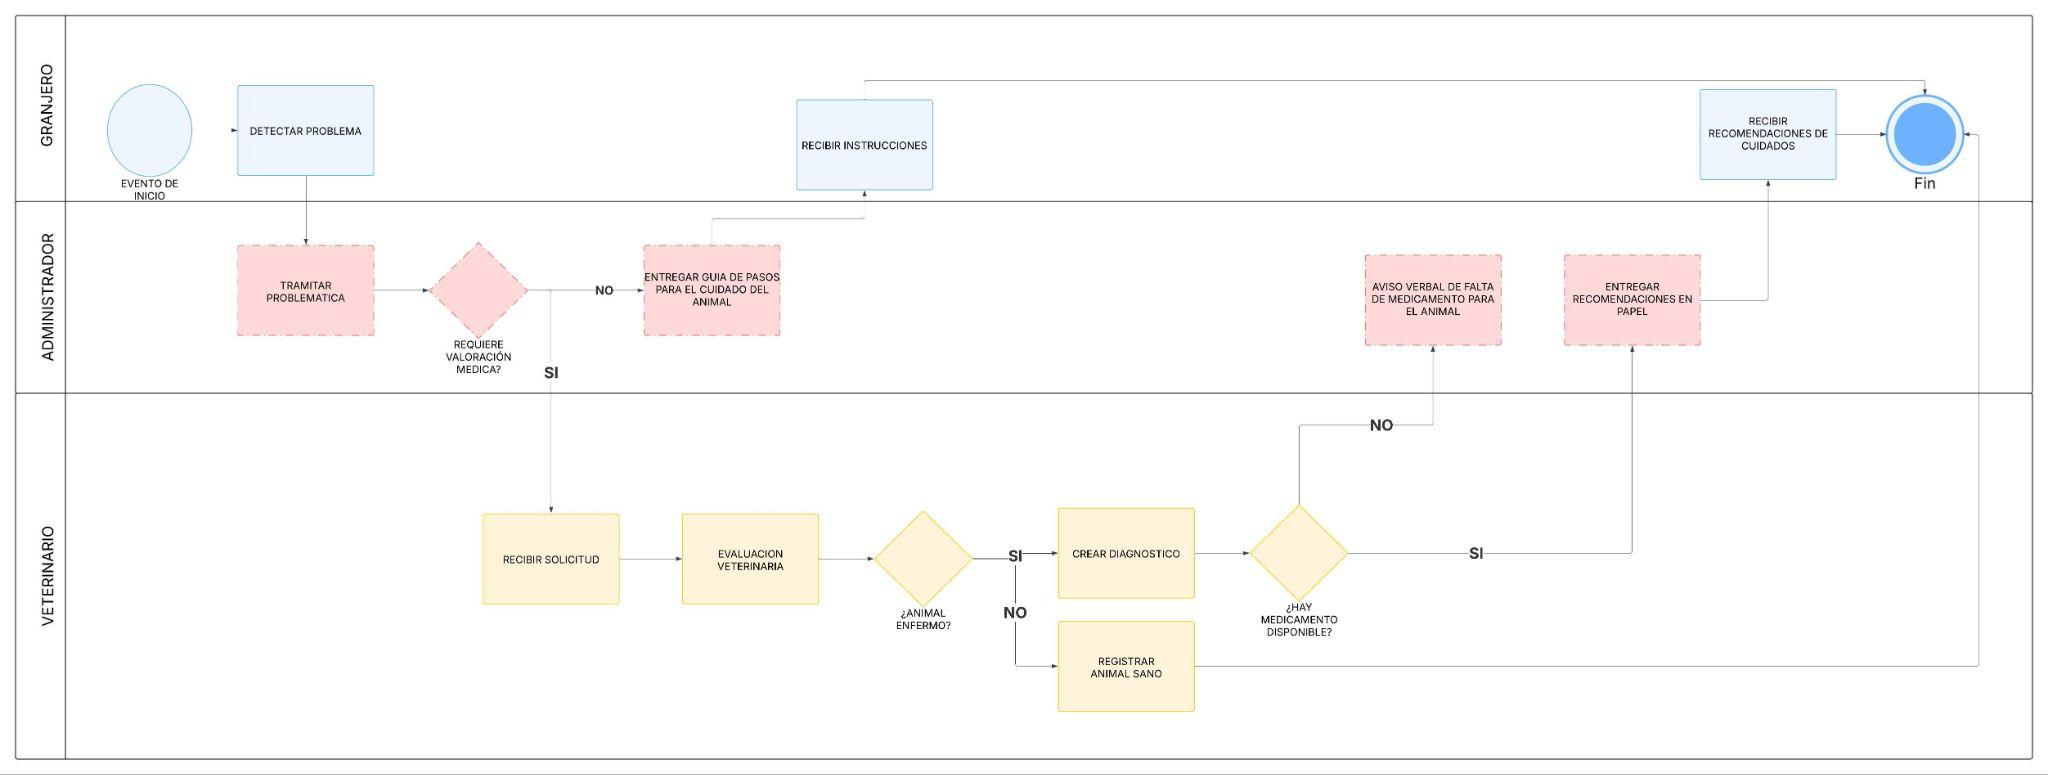 GRANJERO
EVENTO DE
INICIO
DETECTAR PROBLEMA
RECIBIR INSTRUCCIONES
RECIBIR
RECOMENDACIONES DE
CUIDADOS
Fin
ADMINISTRADOR
TRAMITAR
PROBLEMATICA
REQUIERE
VALORACIÓN
MEDICA?
NO
SI
ENTREGAR GUIA DE PASOS
PARA EL CUIDADO DEL
ANIMAL
AVISO VERBAL DE FALTA
DE MEDICAMENTO PARA
EL ANIMAL
ENTREGAR
RECOMENDACIONES EN
PAPEL
VETERINARIO
RECIBIR SOLICITUD
EVALUACION
VETERINARIA
¿ANIMAL
ENFERMO?
SI
NO
CREAR DIAGNOSTICO
REGISTRAR
ANIMAL SANO
¿HAY
MEDICAMENTO
DISPONIBLE?
NO
SI